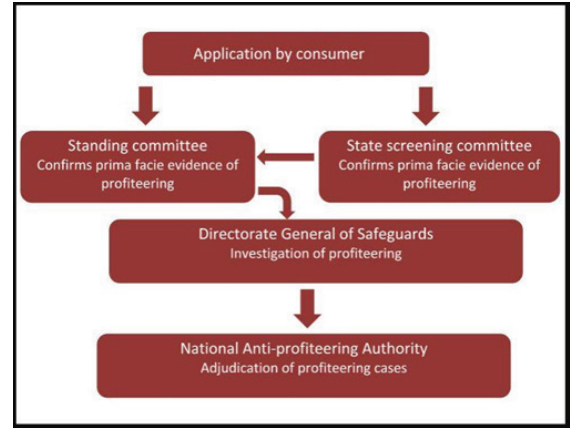 Application by consumer
Standing committee
Confirms prima facie evidence of
profiteering
State screening committee
Confirms prima facie evidence of
profiteering
Directorate General of Safeguards
Investigation of profiteering
National Anti-profiteering Authority
Adjudication of profiteering cases